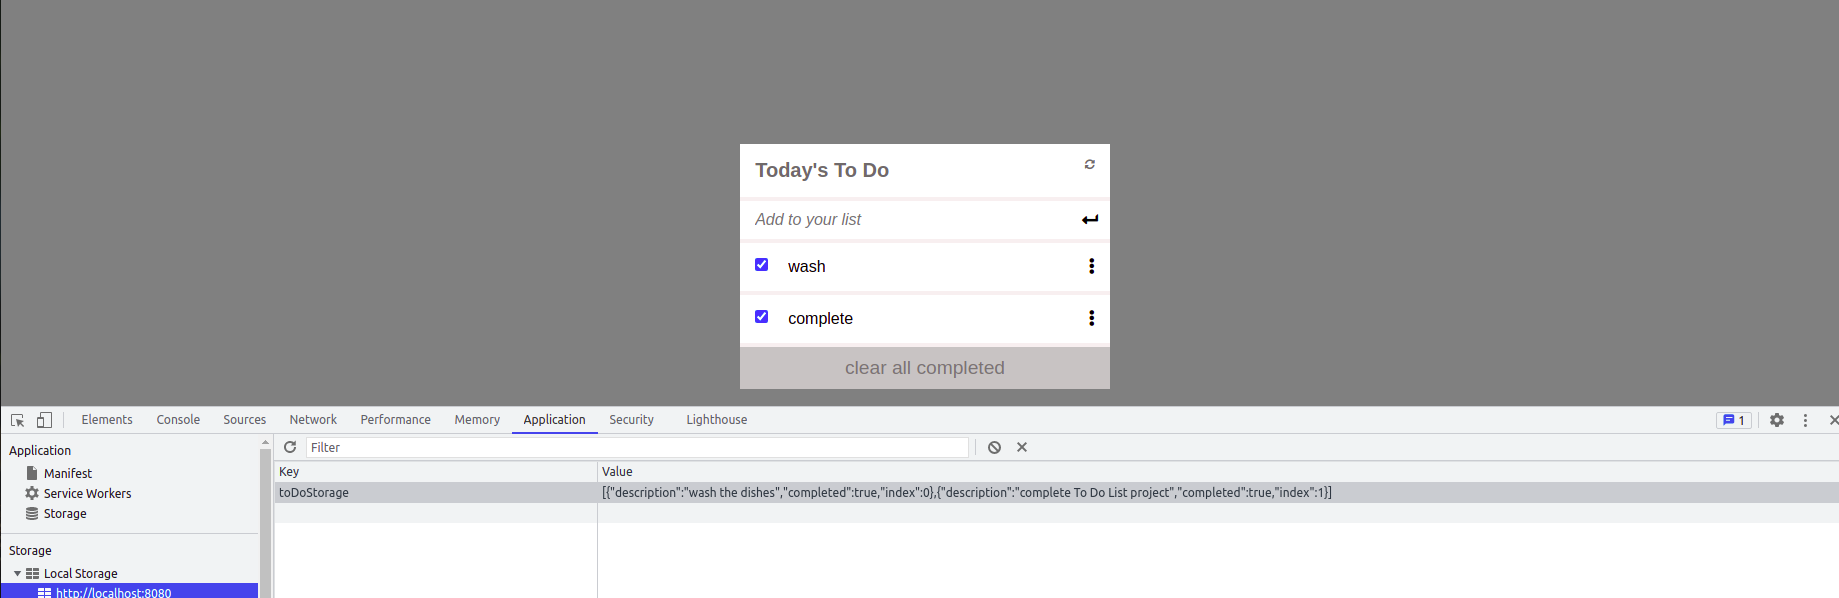 Today's To Do
Add to your list
wash
complete
clear all completed
Elements Console Sources Network Performance Memory Application Security Lighthouse 1
Application
Manifest
Service Workers
Storage
Storage
Local Storage
http://localhost:8080
Filter
Key Value
toDoStorage [{"description":"wash the dishes","completed":true,"index":0},{"description":"complete To Do List project","completed":true,"index":1}]